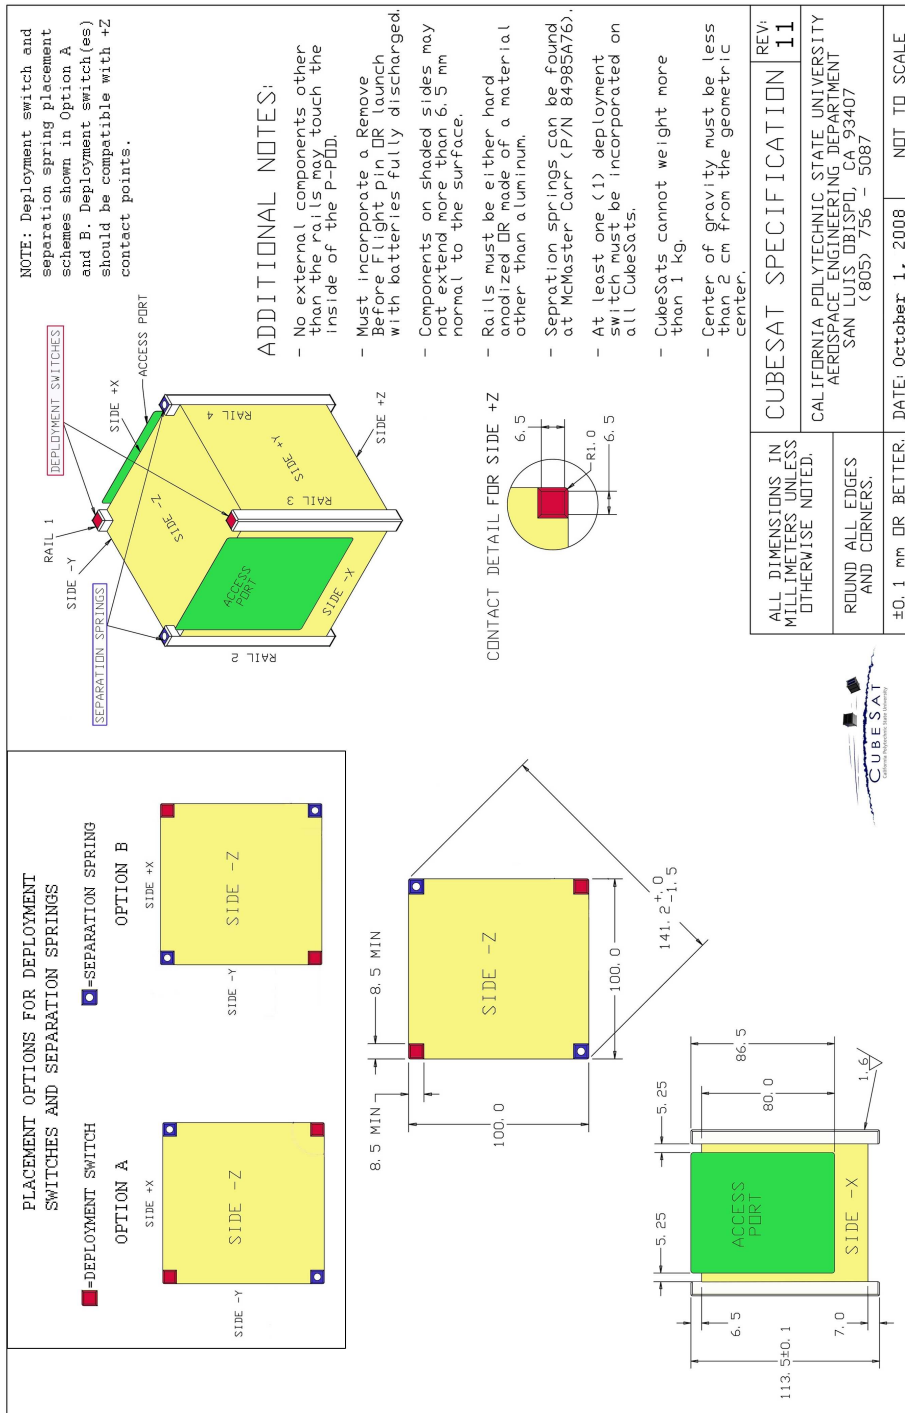 PLACEMENT OPTIONS FOR DEPLOYMENT
SWITCHES AND SEPARATION SPRINGS
=DEPLOYMENT SWITCH
=SEPARATION SPRING
OPTION A
SIDE +X
SIDE -Y
SIDE -Z
OPTION B
SIDE +X
SIDE -Y
SIDE -Z
SEPARATION SPRINGS
DEPLOYMENT SWITCHES
RAIL 1
SIDE -Y
SIDE +X
ACCESS PORT
SIDE -Z
RAIL 2
ACCESS
PORT
SIDE -X
RAIL 3
SIDE +Y
RAIL 4
SIDE +Z
NOTE: Deployment switch and
separation spring placement
schemes shown in Option A
and B. Deployment switch(es)
should be compatible with +Z
contact points.
ADDITIONAL NOTES:
- No external components other
than the rails may touch the
inside of the P-POD.
- Must incorporate a Remove
Before Flight Pin OR launch
with batteries fully discharged.
- Components on shaded sides may
not extend more than 6.5 mm
normal to the surface.
- Rails must be either hard
anodized OR made of a material
other than aluminum.
- Sepration springs can be found
at McMaster Carr (P/N 84985A76).
- At least one (1) deployment
switch must be incorporated on
all CubeSats.
- CubeSats cannot weight more
than 1 kg.
- Center of gravity must be less
than 2 cm from the geometric
center.
8.5 MIN
8.5 MIN
100.0
SIDE -Z
100.0
141.2 +.0
-1.5
CONTACT DETAIL FOR SIDE +Z
6.5
R1.0
6.5
5.25
5.25
ACCESS
PORT
SIDE -X
6.5
7.0
113.5±0.1
80.0
86.5
1.6
CUBESAT
California Polytechnic State University
ALL DIMENSIONS IN
MILLIMETERS UNLESS
OTHERWISE NOTED.
ROUND ALL EDGES
AND CORNERS.
±0.1 mm OR BETTER.
CUBESAT SPECIFICATION
REV:
11
CALIFORNIA POLYTECHNIC STATE UNIVERSITY
AEROSPACE ENGINEERING DEPARTMENT
SAN LUIS OBISPO, CA 93407
(805) 756 - 5087
DATE: October 1, 2008
NOT TO SCALE